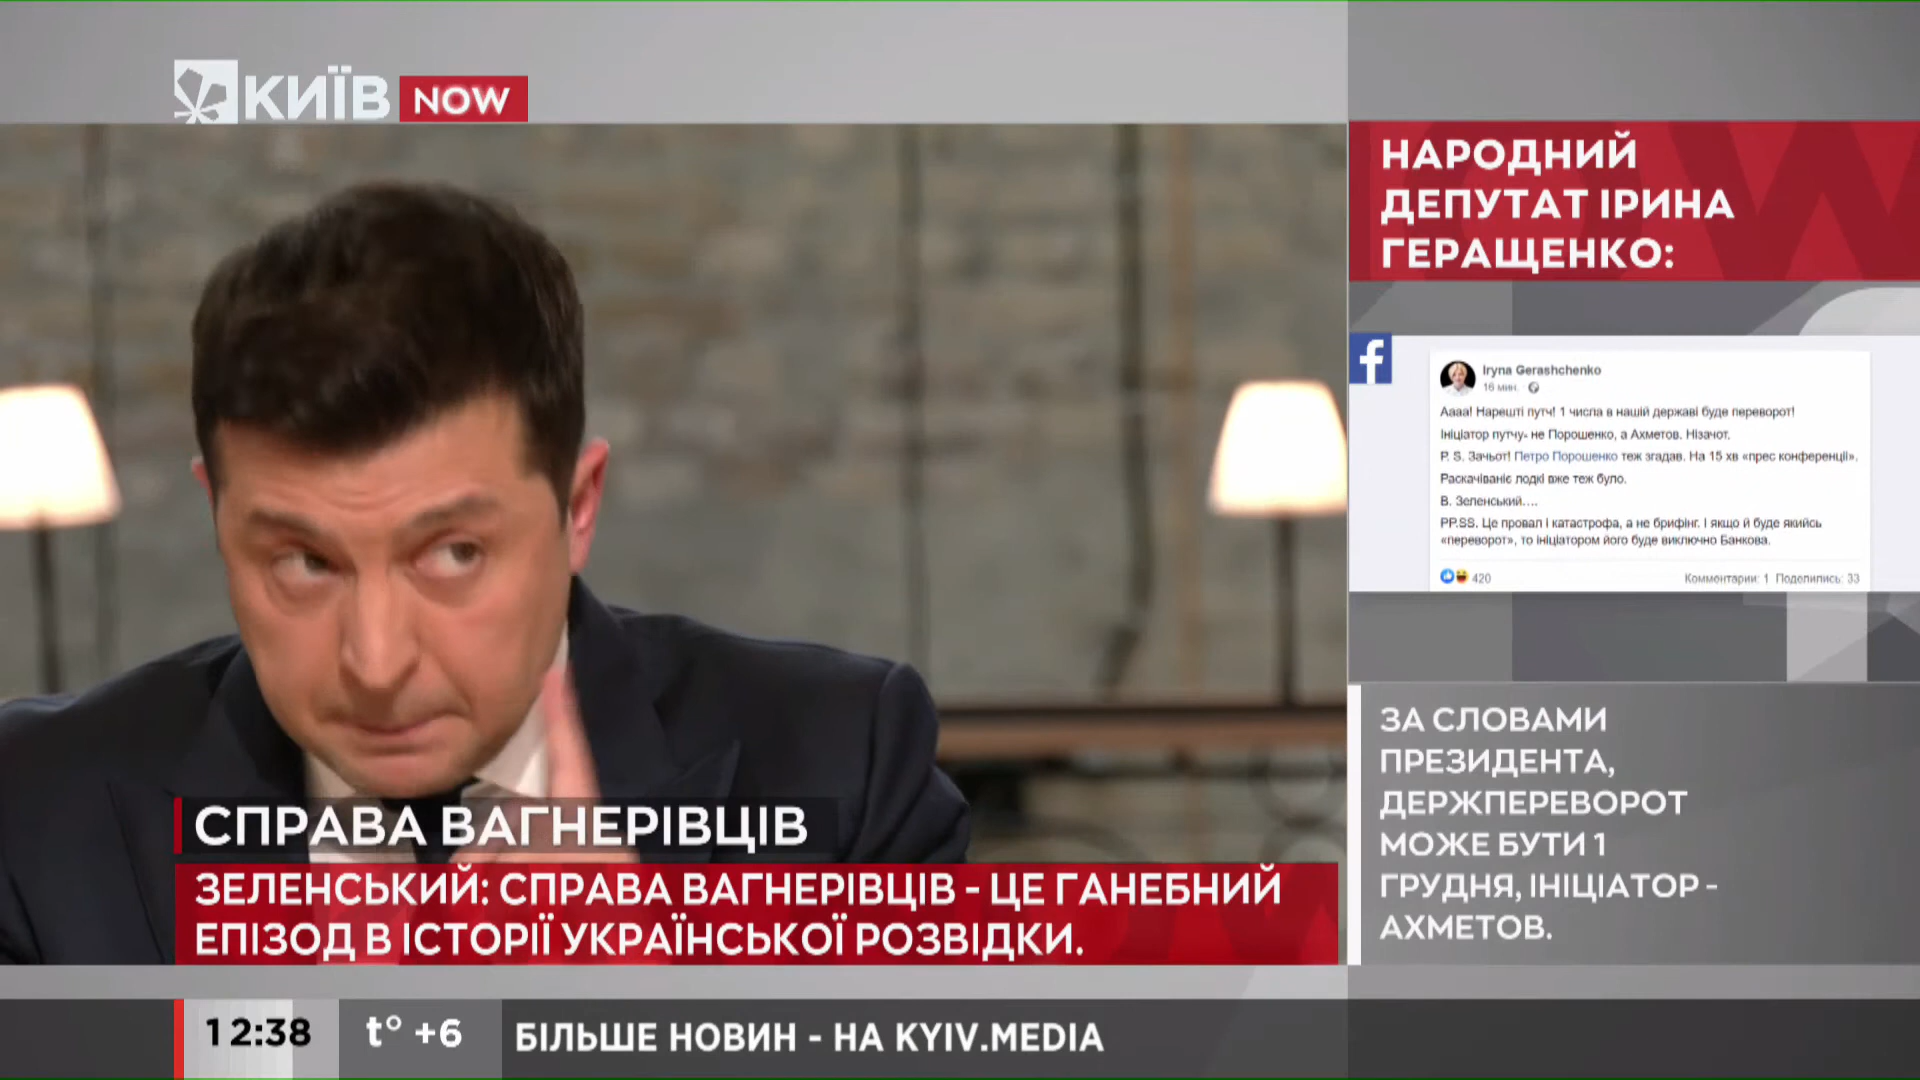 КИЇВ NOW
НАРОДНИЙ
ДЕПУТАТ ІРИНА
ГЕРАЩЕНКО:
Iryna Gerashchenko
16 мин.
Аааа! Нарешті путч! 1 числа в нашій державі буде переворот!
Ініціатор путчу- не Порошенко, а Ахметов. Нізачот.
P. S. Зачьот! Петро Порошенко теж згадав. На 15 хв «прес конференції».
Раскачіваніє лодкі вже теж було.
В. Зеленський....
PP.SS. Це провал і катастрофа, а не брифінг. І якщо й буде якийсь
«переворот», то ініціатором його буде виключно Банкова.
420
Комментарии: 1 Поделились: 33
ЗА СЛОВАМИ
ПРЕЗИДЕНТА,
ДЕРЖПЕРЕВОРОТ
МОЖЕ БУТИ 1
ГРУДНЯ, ІНІЦІАТОР -
АХМЕТОВ.
СПРАВА ВАГНЕРІВЦІВ
ЗЕЛЕНСЬКИЙ: СПРАВА ВАГНЕРІВЦІВ - ЦЕ ГАНЕБНИЙ
ЕПІЗОД В ІСТОРІЇ УКРАЇНСЬКОЇ РОЗВІДКИ.
12:38 t° +6 БІЛЬШЕ НОВИН - НА KYIV.MEDIA